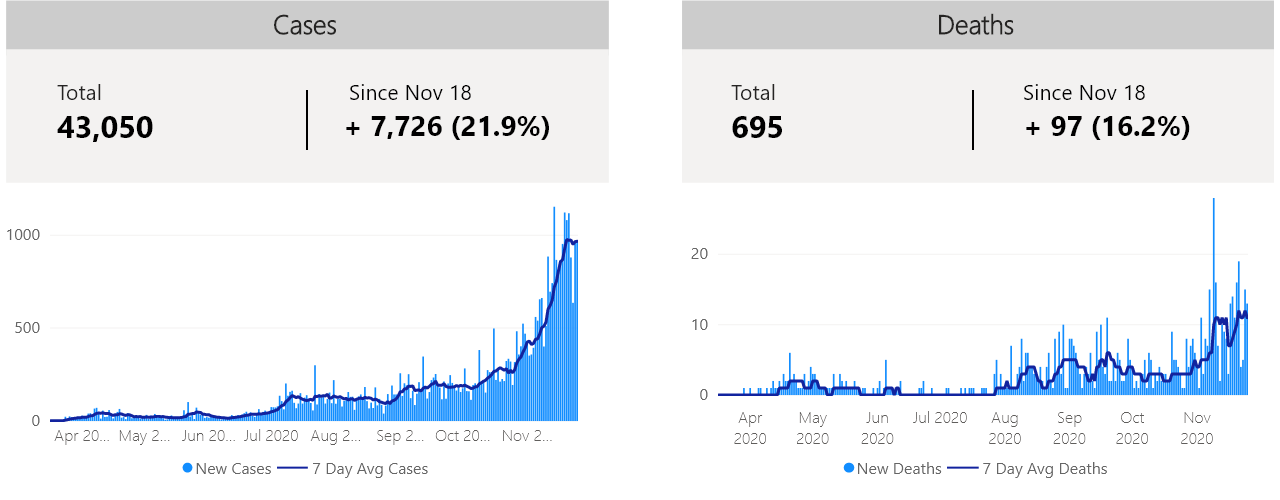 Cases
Total
Since Nov 18
43,050
+ 7,726 (21.9%)
1000
500
0
Apr 20... May 2... Jun 20... Jul 2020 Aug 2... Sep 2... Oct 20... Nov 2...
New Cases 7 Day Avg Cases
Deaths
Total
Since Nov 18
695
+ 97 (16.2%)
20
10
0
Apr May Jun Jul 2020 Aug Sep Oct Nov
2020 2020 2020 2020 2020 2020 2020
New Deaths 7 Day Avg Deaths